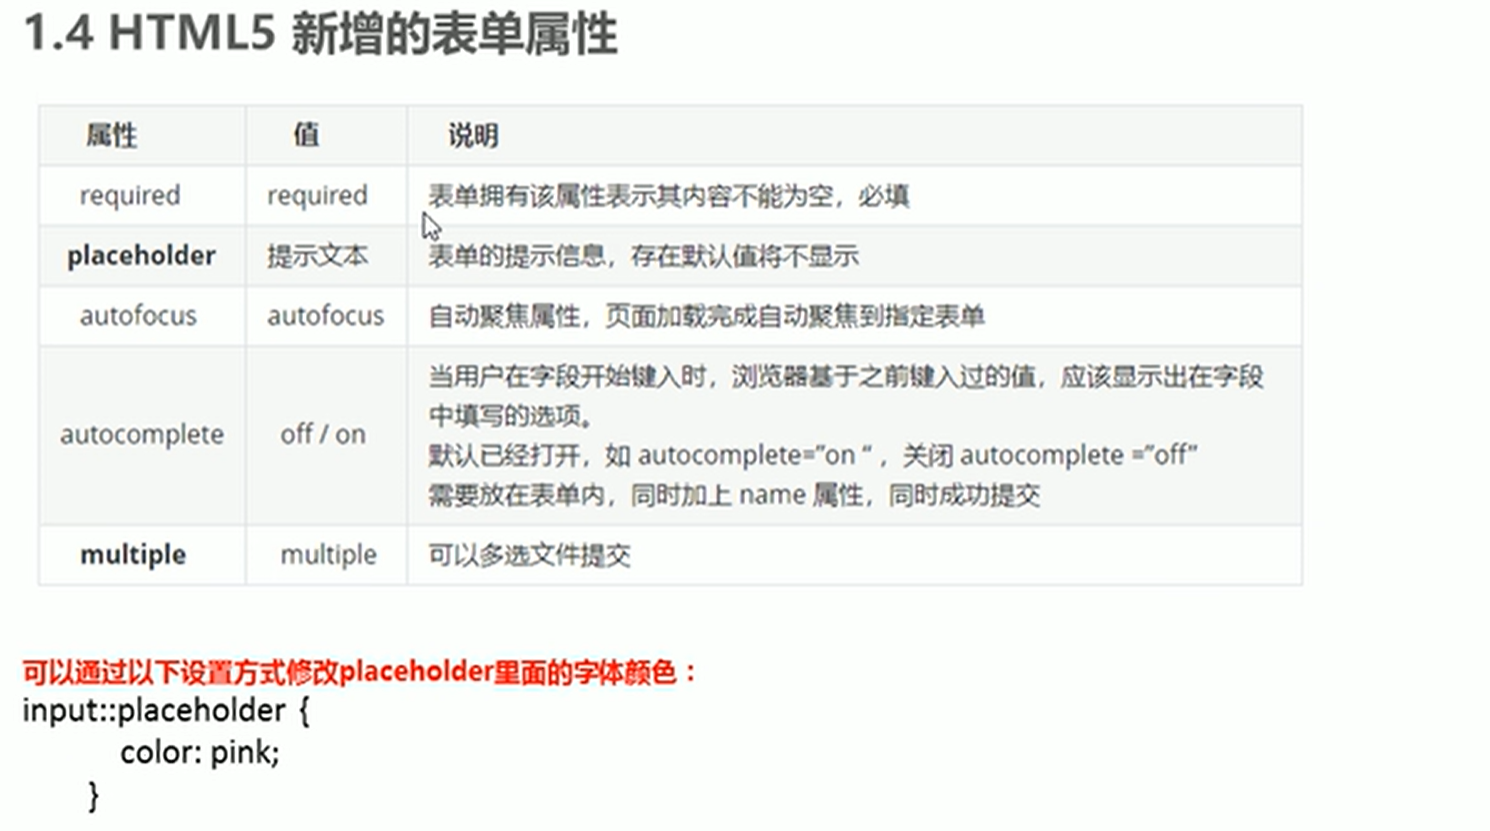 1.4 HTML5 新增的表单属性
属性 值 说明
required required 表单拥有该属性表示其内容不能为空，必填
placeholder 提示文本 表单的提示信息，存在默认值将不显示
autofocus autofocus 自动聚焦属性，页面加载完成自动聚焦到指定表单
autocomplete off / on 当用户在字段开始键入时，浏览器基于之前键入过的值，应该显示出在字段
中填写的选项。
默认已经打开，如 autocomplete=”on “ ，关闭 autocomplete =”off”
需要放在表单内，同时加上 name 属性，同时成功提交
multiple multiple 可以多选文件提交
可以通过以下设置方式修改placeholder里面的字体颜色：
input::placeholder {
color: pink;
}